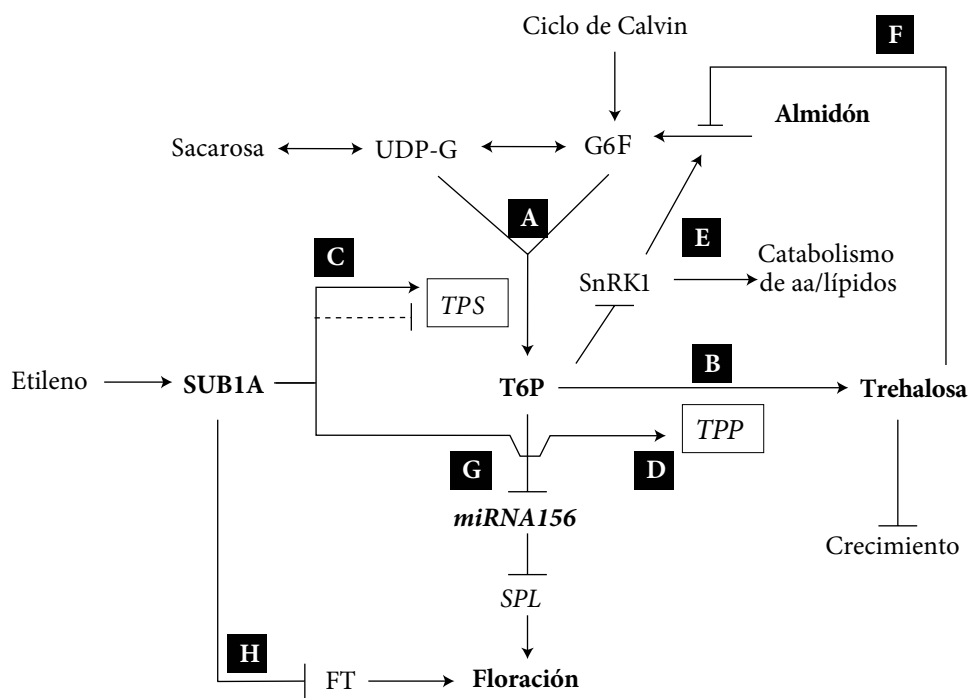 Ciclo de Calvin
F
Almidón
Sacarosa
UDP-G
G6F
A
E
C
SnRK1
Catabolismo
de aa/lípidos
TPS
B
Etileno
SUB1A
T6P
Trehalosa
TPP
G
D
miRNA156
Crecimiento
SPL
H
FT
Floración